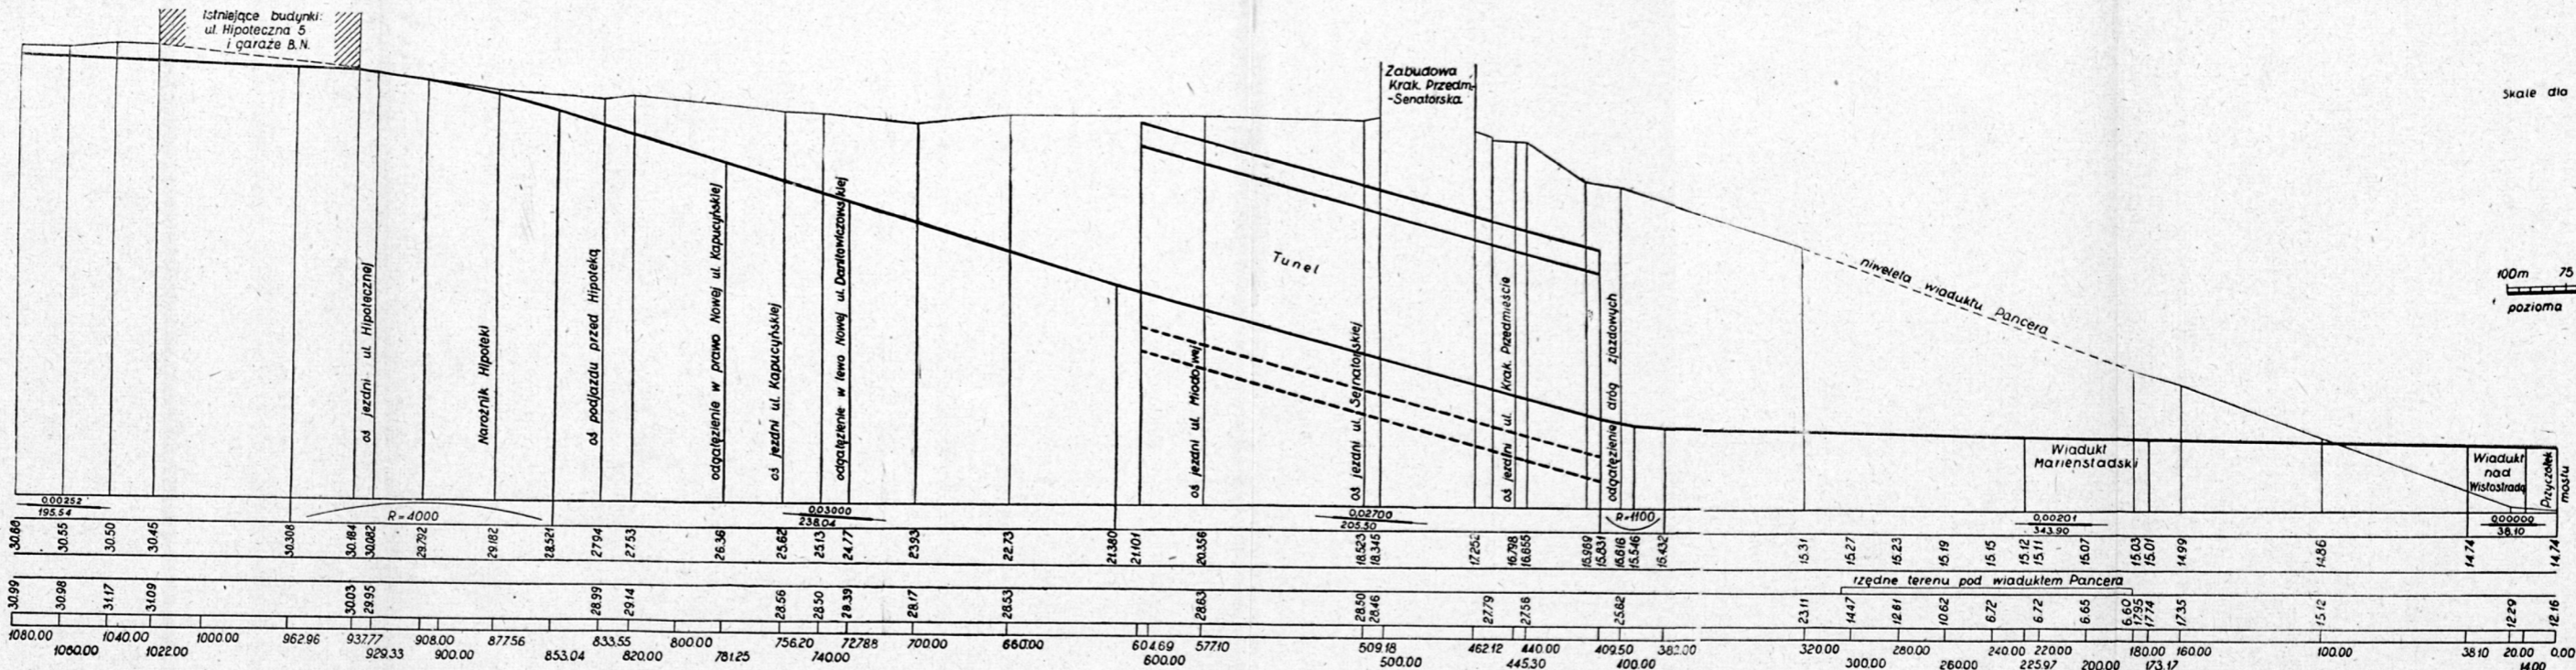 Istniejące budynki:
ul. Hipoteczna 5
i garaże B.N.
Zabudowa
Krak. Przedm-
-Senatorska
Skale dla
oś jezdni ul. Hipotecznej
Narożnik Hipoteki
oś podjazdu przed Hipoteką
odgałęzienie w prawo Nowej ul. Kapucyńskiej
oś jezdni ul. Kapucyńskiej
odgałęzienie w lewo Nowej ul. Daniłowiczowskiej
oś jezdni ul. Miodowej
Tunel
oś jezdni ul. Senatorskiej
oś jezdni ul. Krak. Przedmieście
odgałęzienie dróg zjazdowych
niweleta wiaduktu Pancera
100m 75
pozioma
Wiadukt
Marienstadski
Wiadukt
nad
Wisłostradą
Przyczółek
mostu
0,00252
195.54
R=4000
0,03000
238.04
0,02700
205.50
R=1100
0,00201
343.90
0,00000
38.10
30.66 30.55 30.50 30.45 30.308 30.184 30.082 29.792 29.182 28.521 27.94 27.53 26.36 25.62 25.13 24.77 23.93 22.73 21.380 21.101 20.356 18.523 18.345 17.252 16.798 16.655 15.989 15.831 16.616 15.546 15.432 15.31 15.27 15.23 15.19 15.15 15.12 15.11 15.07 15.03 15.01 14.99 14.86 14.74 14.74
rzędne terenu pod wiaduktem Pancera
30.99 30.98 31.17 31.09 30.03 29.95 28.99 29.14 28.56 28.50 28.39 28.17 28.53 28.63 28.50 28.46 27.79 27.56 25.62 23.11 14.47 12.61 10.62 6.72 6.72 6.65 6.60 17.95 17.74 17.35 15.12 12.29 12.16
1080.00 1040.00 1000.00 962.96 937.77 908.00 877.56 833.55 800.00 756.20 727.88 700.00 660.00 604.69 577.10 509.18 462.12 440.00 409.50 382.00 320.00 280.00 240.00 220.00 180.00 160.00 100.00 38.10 20.00 0.00
1060.00 1022.00 929.33 900.00 853.04 820.00 781.25 740.00 600.00 500.00 445.30 400.00 300.00 260.00 225.97 200.00 173.17 14.00